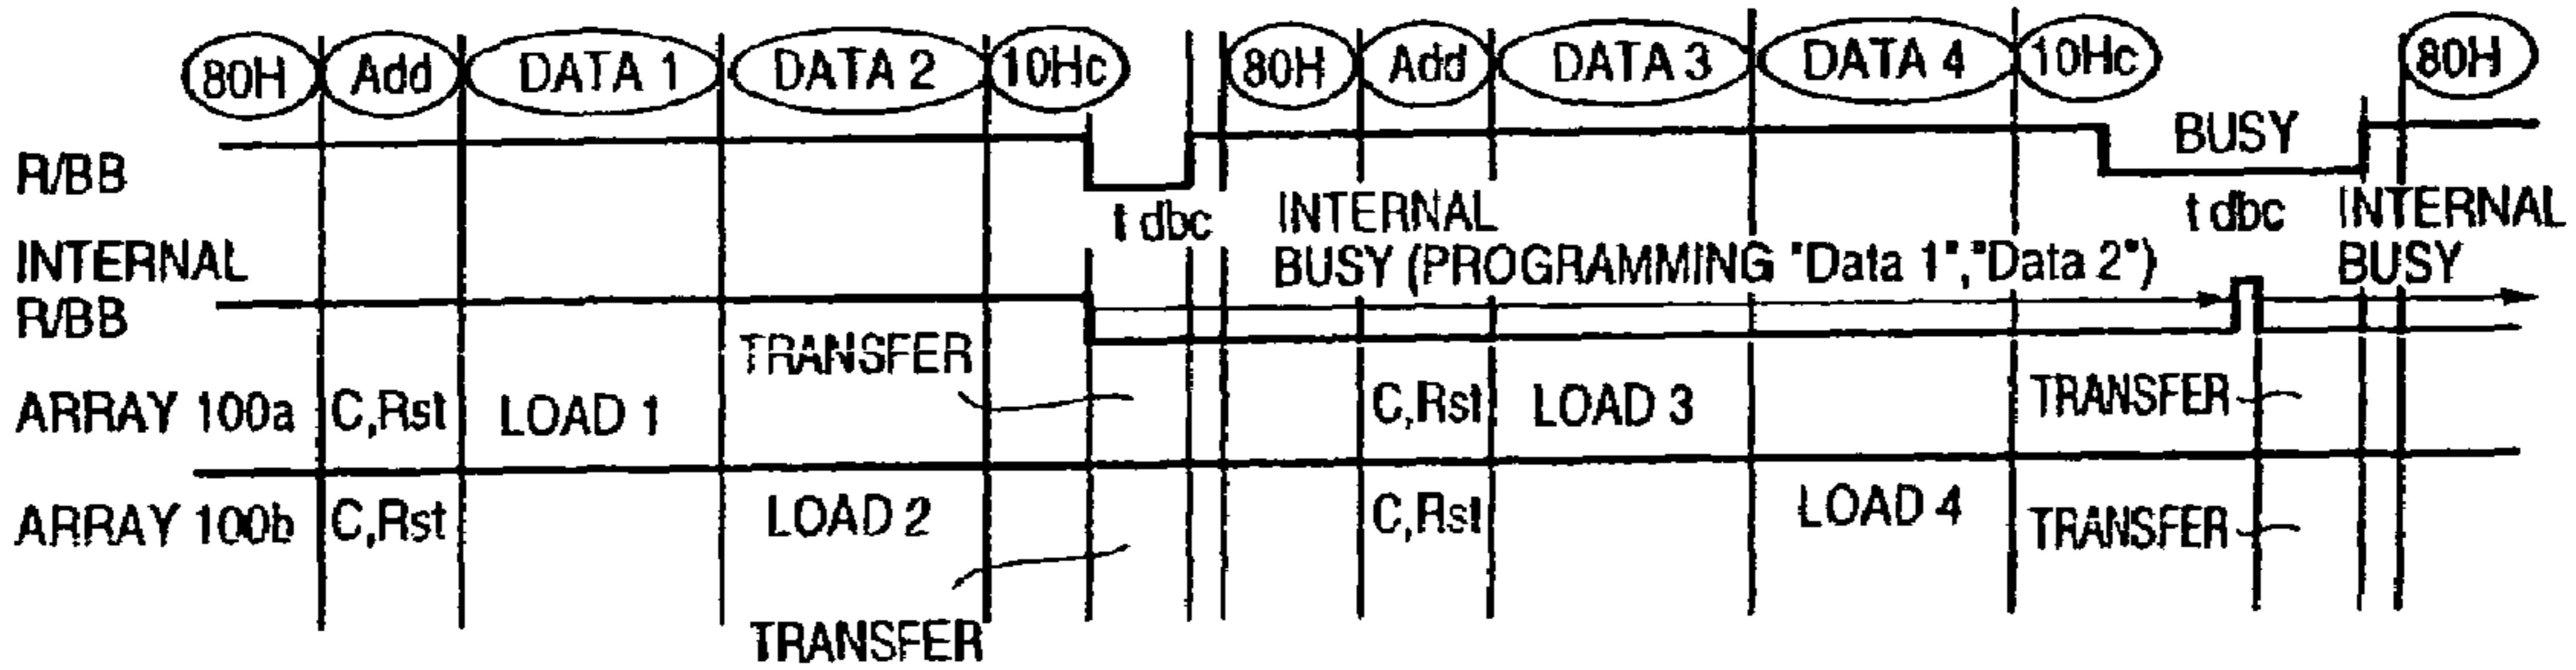 80H Add DATA 1 DATA 2 10Hc 80H Add DATA 3 DATA 4 10Hc 80H
R/BB BUSY
t dbc INTERNAL t dbc INTERNAL
INTERNAL BUSY (PROGRAMMING "Data 1","Data 2") BUSY
R/BB
TRANSFER
ARRAY 100a C,Rst LOAD 1 C,Rst LOAD 3 TRANSFER
ARRAY 100b C,Rst LOAD 2 C,Rst LOAD 4 TRANSFER
TRANSFER